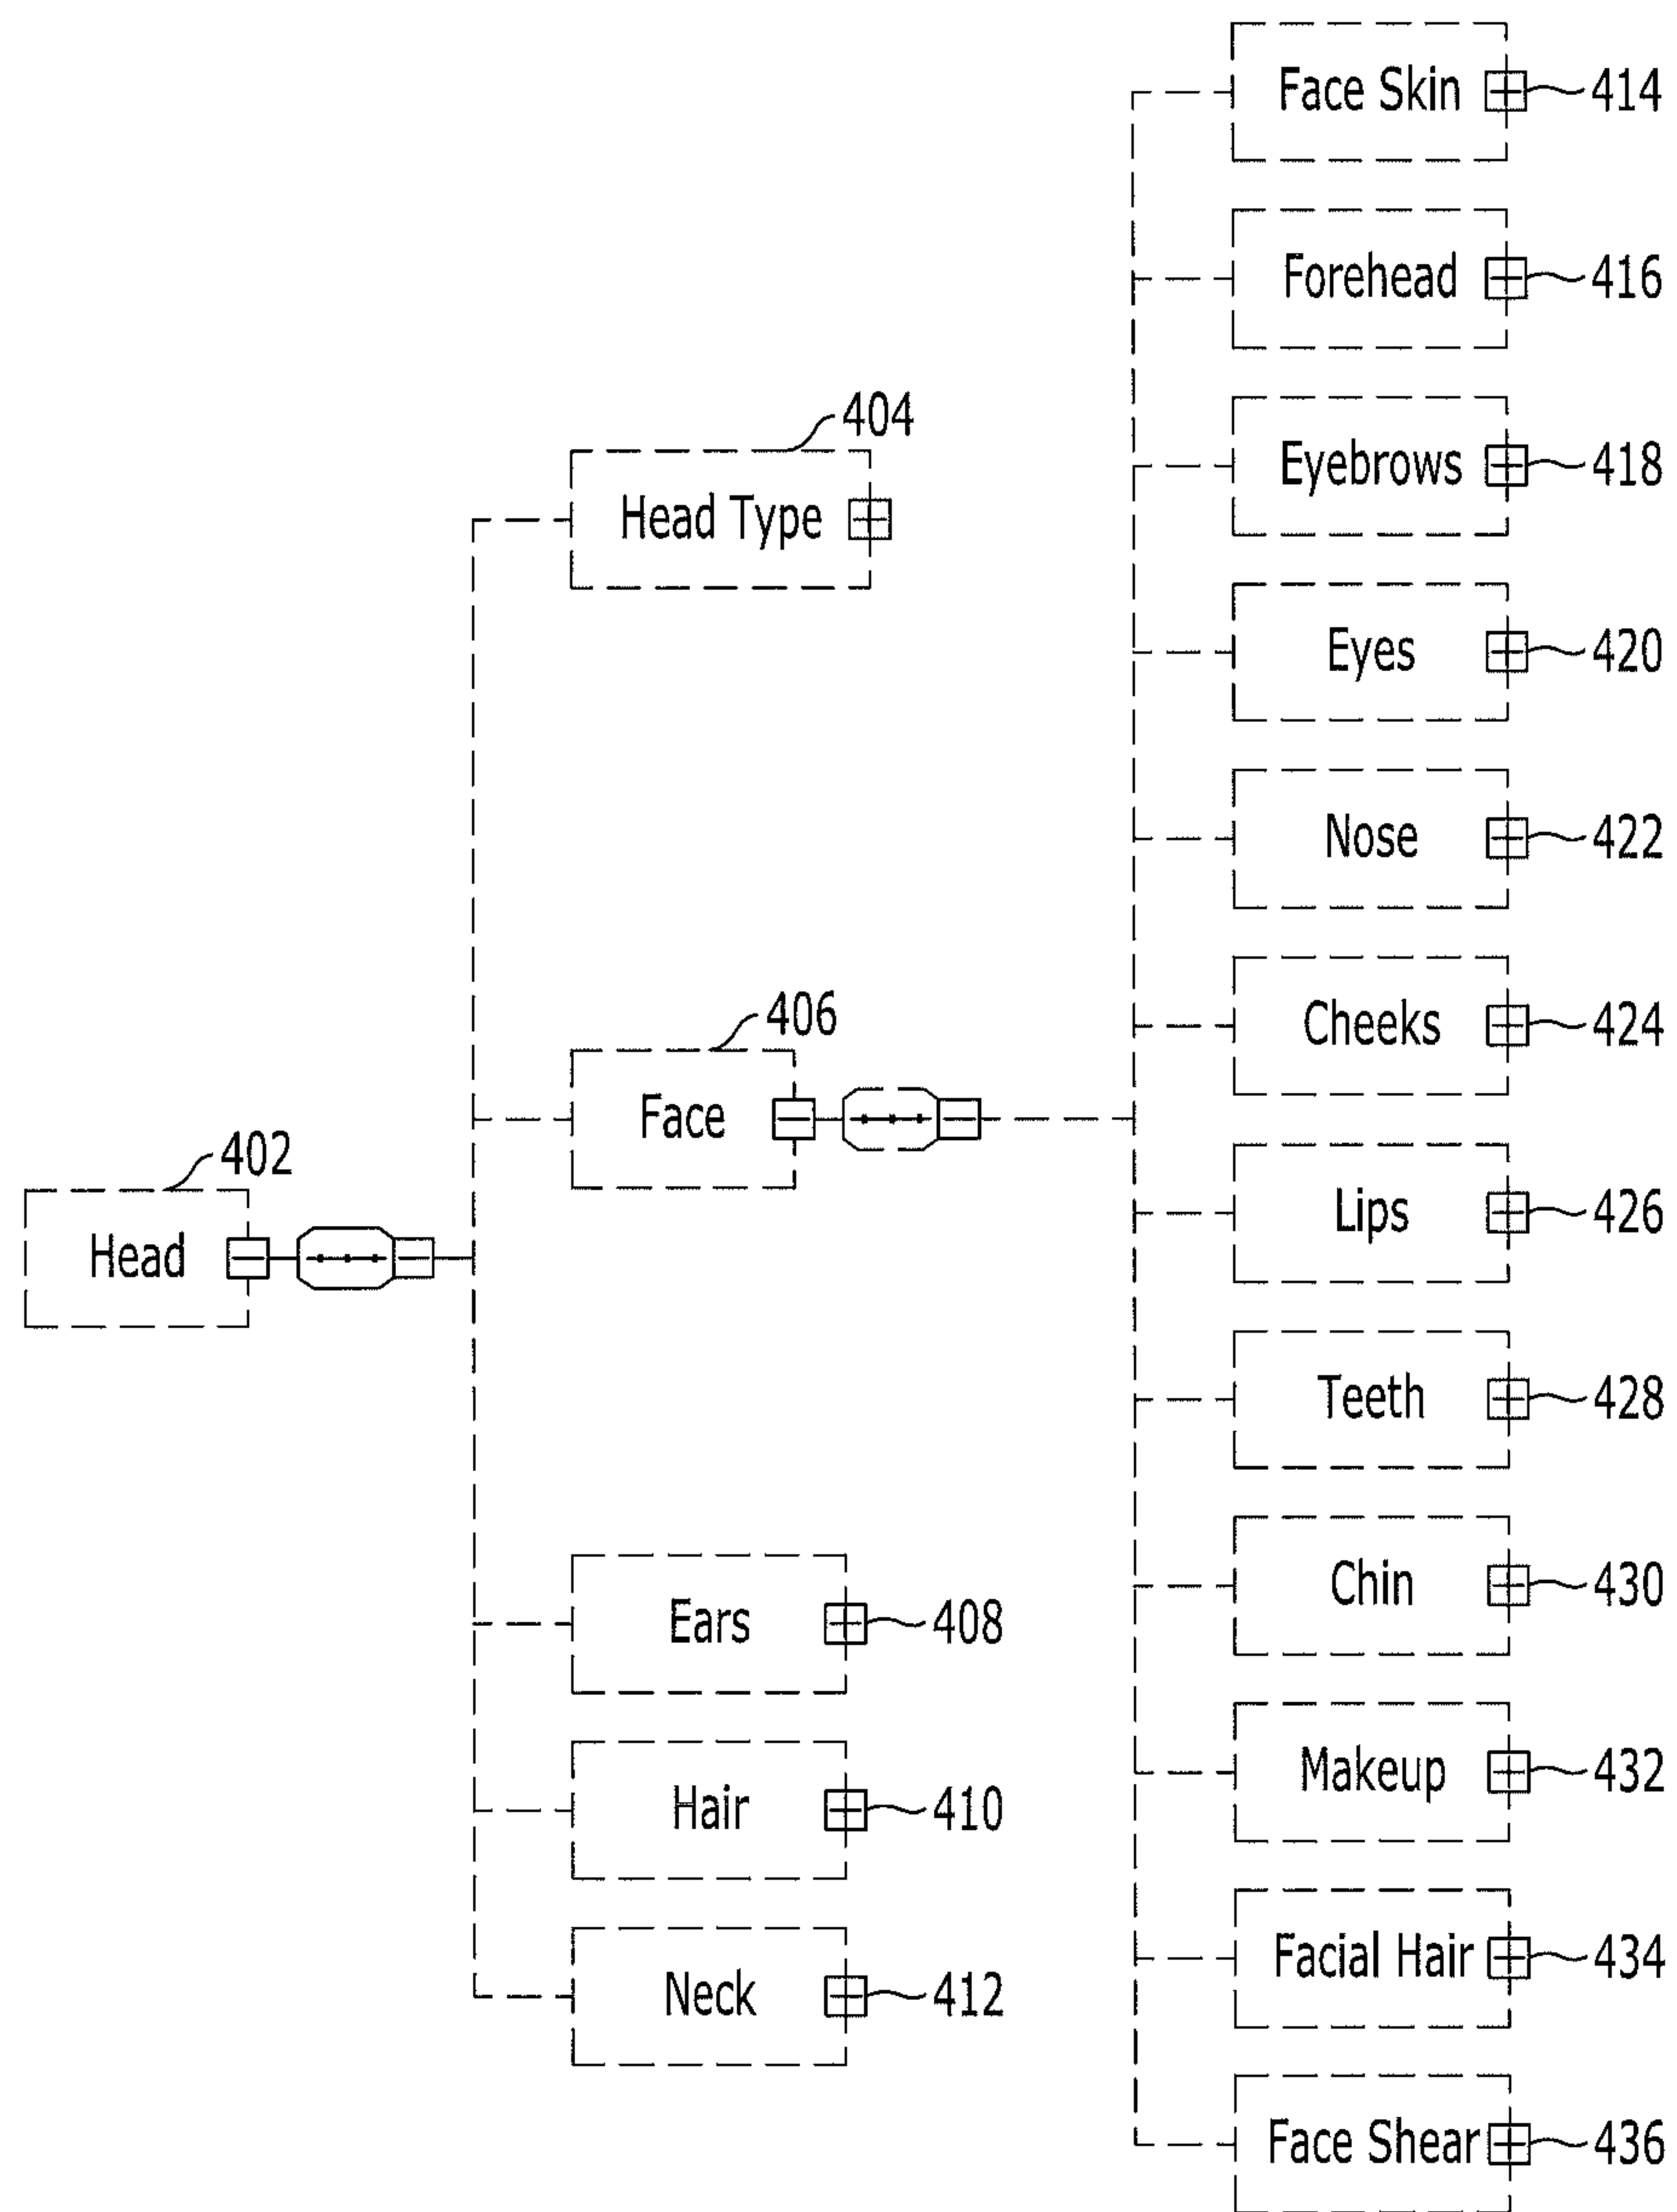 402
Head
404
Head Type
406
Face
Ears 408
Hair 410
Neck 412
Face Skin 414
Forehead 416
Eyebrows 418
Eyes 420
Nose 422
Cheeks 424
Lips 426
Teeth 428
Chin 430
Makeup 432
Facial Hair 434
Face Shear 436